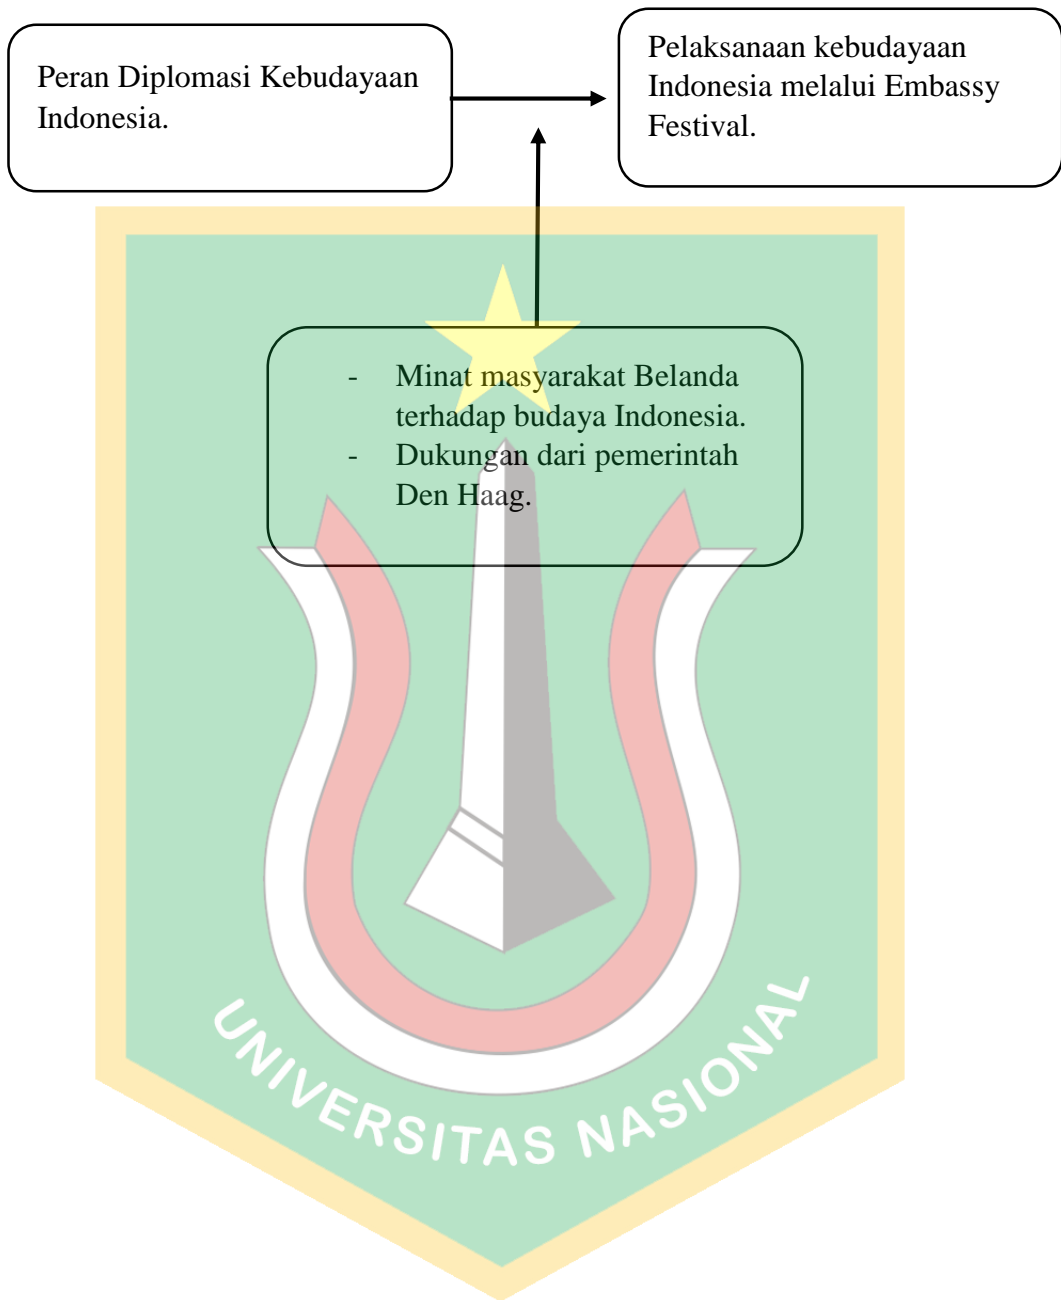 Peran Diplomasi Kebudayaan
Indonesia.
Pelaksanaan kebudayaan
Indonesia melalui Embassy
Festival.
- Minat masyarakat Belanda
terhadap budaya Indonesia.
- Dukungan dari pemerintah
Den Haag.
UNIVERSITAS NASIONAL